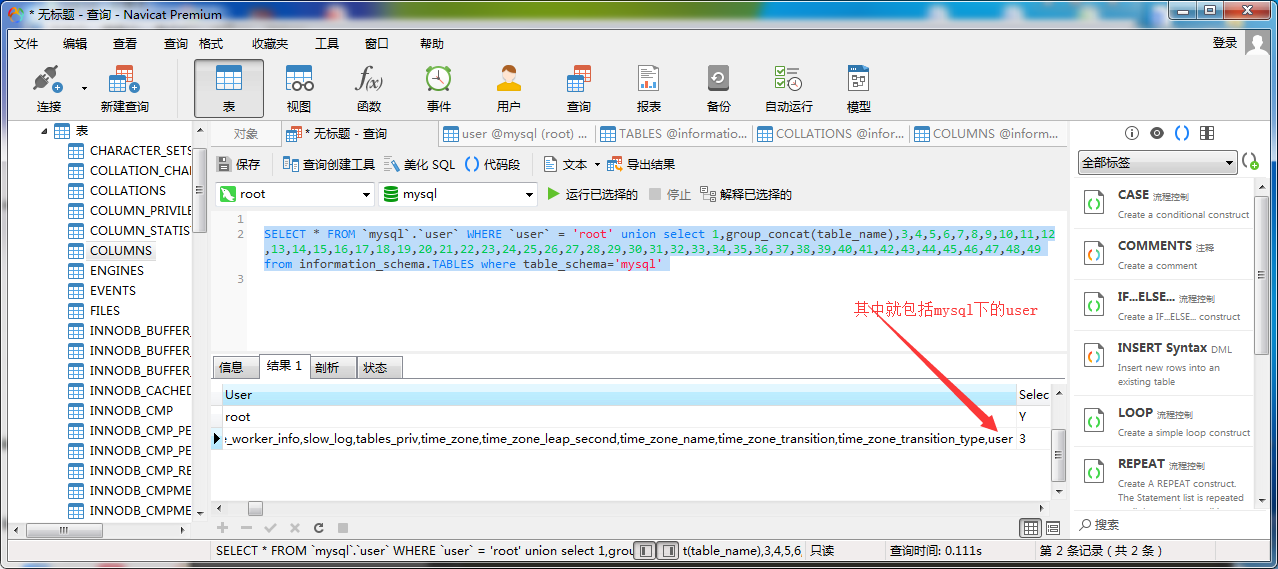 * 无标题 - 查询 - Navicat Premium
文件 编辑 查看 查询 格式 收藏夹 工具 窗口 帮助 登录
连接 新建查询 表 视图 函数 事件 用户 查询 报表 备份 自动运行 模型
对象 * 无标题 - 查询 user @mysql (root) ... TABLES @informatio... COLLATIONS @infor... COLUMNS @inform...
保存 查询创建工具 美化 SQL () 代码段 文本 导出结果
root mysql 运行已选择的 停止 解释已选择的
表
CHARACTER_SETS
COLLATION_CHA
COLLATIONS
COLUMN_PRIVILE
COLUMN_STATIS
COLUMNS
ENGINES
EVENTS
FILES
INNODB_BUFFER_
INNODB_BUFFER_
INNODB_BUFFER_
INNODB_CACHED
INNODB_CMP
INNODB_CMP_PE
INNODB_CMP_PE
INNODB_CMP_RE
INNODB_CMPME
INNODB_CMPME
1
2 SELECT * FROM `mysql`.`user` WHERE `user` = 'root' union select 1,group_concat(table_name),3,4,5,6,7,8,9,10,11,12
,13,14,15,16,17,18,19,20,21,22,23,24,25,26,27,28,29,30,31,32,33,34,35,36,37,38,39,40,41,42,43,44,45,46,47,48,49
from information_schema.TABLES where table_schema='mysql'
3
其中就包括mysql下的user
信息 结果 1 剖析 状态
User Selec
root Y
e_worker_info,slow_log,tables_priv,time_zone,time_zone_leap_second,time_zone_name,time_zone_transition,time_zone_transition_type,user 3
全部标签
CASE 流程控制
Create a conditional construct
COMMENTS 注释
Create a comment
IF...ELSE... 流程控制
Create a IF...ELSE... construct
INSERT Syntax DML
Insert new rows into an
existing table
LOOP 流程控制
Create a simple loop construct
REPEAT 流程控制
Create A REPEAT construct.
The Statement list is repeated
搜索
SELECT * FROM `mysql`.`user` WHERE `user` = 'root' union select 1,grou t(table_name),3,4,5,6, 只读 查询时间: 0.111s 第 2 条记录 ( 共 2 条 )